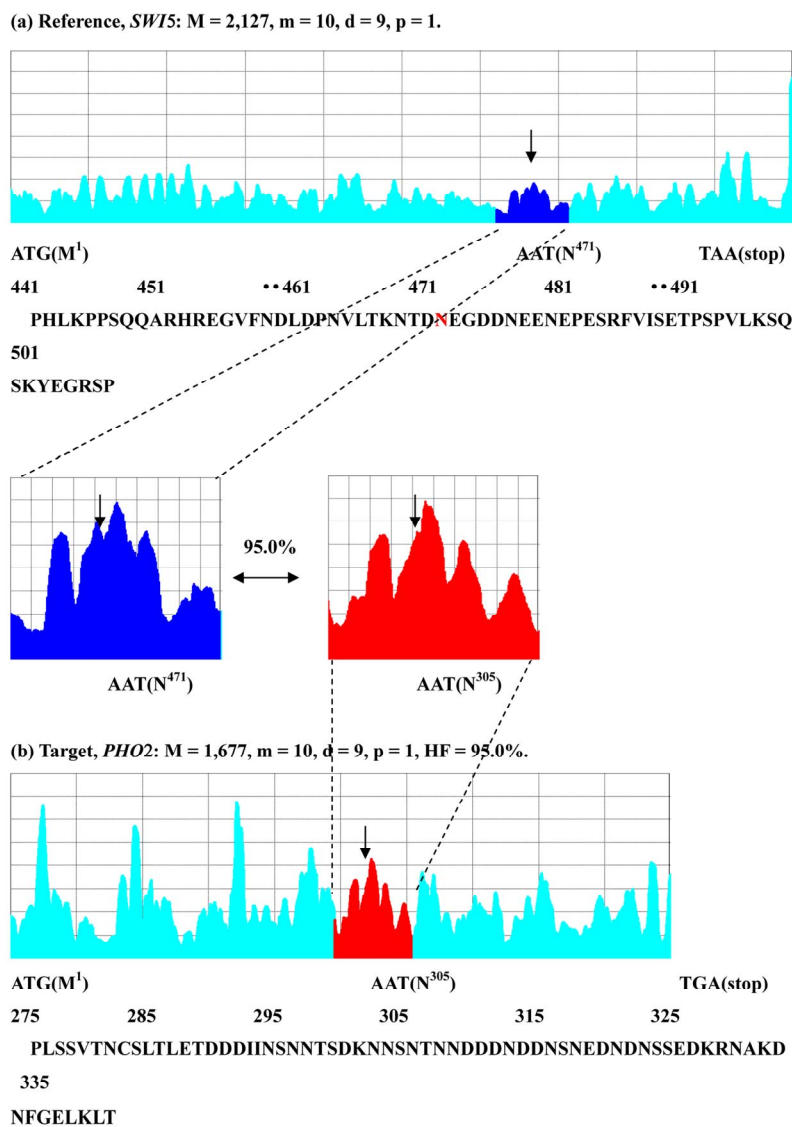 (a) Reference, SWI5: M = 2,127, m = 10, d = 9, p = 1.
ATG(M¹) AAT(N⁴⁷¹) TAA(stop)
441 451 ••461 471 481 ••491
PHLKPPSQQARHREGVFNDLDPNVLTKNTDNEGDDNEENEPESRFVISETPSPVLKSQ
501
SKYEGRSP
95.0%
AAT(N⁴⁷¹) AAT(N³⁰⁵)
(b) Target, PHO2: M = 1,677, m = 10, d = 9, p = 1, HF = 95.0%.
ATG(M¹) AAT(N³⁰⁵) TGA(stop)
275 285 295 305 315 325
PLSSVTNCSLTLETDDDIINSNNTSDKNNSNTNNDDDNDDNSNEDNDNSSEDKRNAKD
335
NFGELKLT